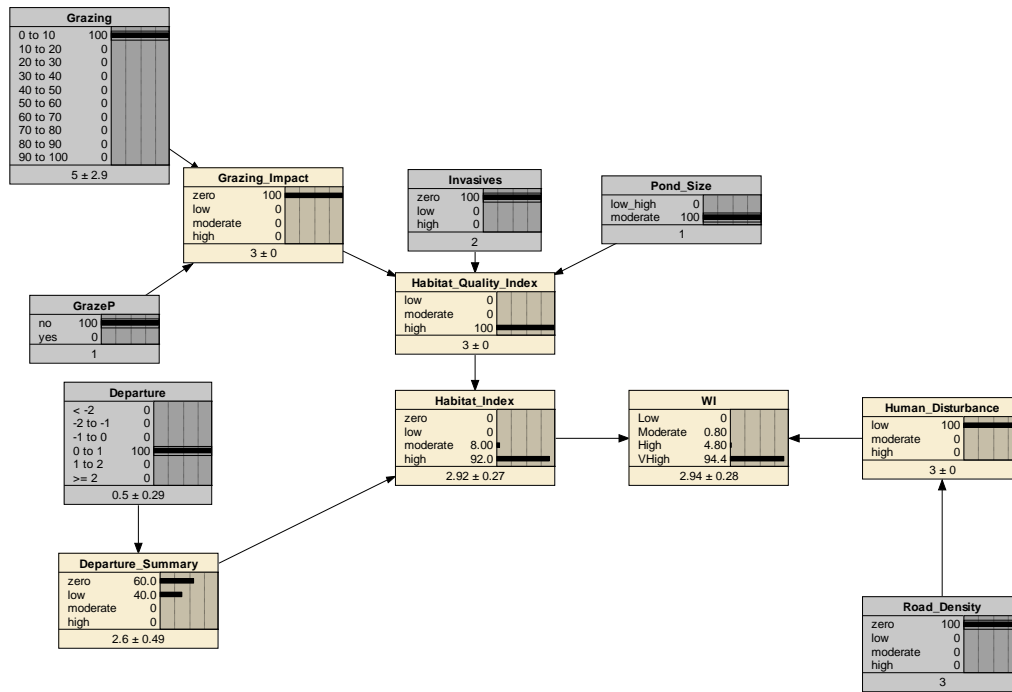 Grazing
0 to 10 100
10 to 20 0
20 to 30 0
30 to 40 0
40 to 50 0
50 to 60 0
60 to 70 0
70 to 80 0
80 to 90 0
90 to 100 0
5 ± 2.9
Grazing_Impact
zero 100
low 0
moderate 0
high 0
3 ± 0
Invasives
zero 100
low 0
high 0
2
Pond_Size
low_high 0
moderate 100
1
GrazeP
no 100
yes 0
1
Habitat_Quality_Index
low 0
moderate 0
high 100
3 ± 0
Departure
< -2 0
-2 to -1 0
-1 to 0 0
0 to 1 100
1 to 2 0
>= 2 0
0.5 ± 0.29
Habitat_Index
zero 0
low 0
moderate 8.00
high 92.0
2.92 ± 0.27
WI
Low 0
Moderate 0.80
High 4.80
VHigh 94.4
2.94 ± 0.28
Human_Disturbance
low 100
moderate 0
high 0
3 ± 0
Departure_Summary
zero 60.0
low 40.0
moderate 0
high 0
2.6 ± 0.49
Road_Density
zero 100
low 0
moderate 0
high 0
3